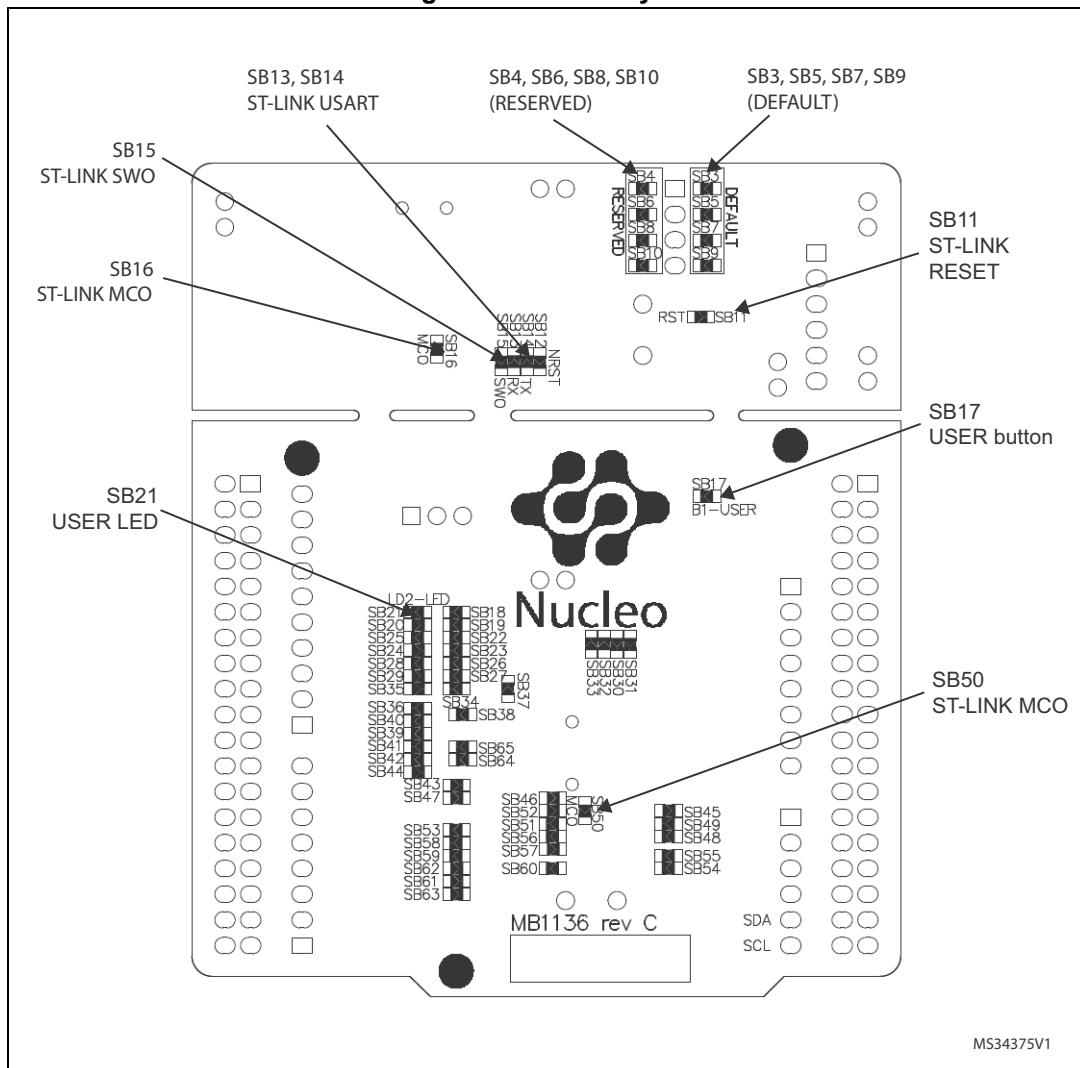 SB13, SB14
ST-LINK USART
SB4, SB6, SB8, SB10
(RESERVED)
SB3, SB5, SB7, SB9
(DEFAULT)
SB15
ST-LINK SWO
SB16
ST-LINK MCO
SB11
ST-LINK
RESET
SB4
SB6
SB8
SB10
RESERVED
SB3
SB5
SB7
SB9
DEFAULT
RST
SB11
MCO
SB16
SB15
SB13
SB14
SB12
SWO
RX
TX
NRST
SB17
USER button
SB17
B1-USER
SB21
USER LED
Nucleo
LD2-LED
SB21
SB20
SB25
SB24
SB28
SB29
SB35
SB18
SB19
SB22
SB23
SB26
SB27
SB34
SB37
SB33
SB32
SB30
SB31
SB36
SB40
SB39
SB41
SB42
SB44
SB38
SB65
SB64
SB43
SB47
SB50
ST-LINK MCO
SB46
SB52
SB51
SB56
SB57
SB60
MCO
SB50
SB45
SB49
SB48
SB55
SB54
SB53
SB58
SB59
SB62
SB61
SB63
MB1136 rev C
SDA
SCL
MS34375V1